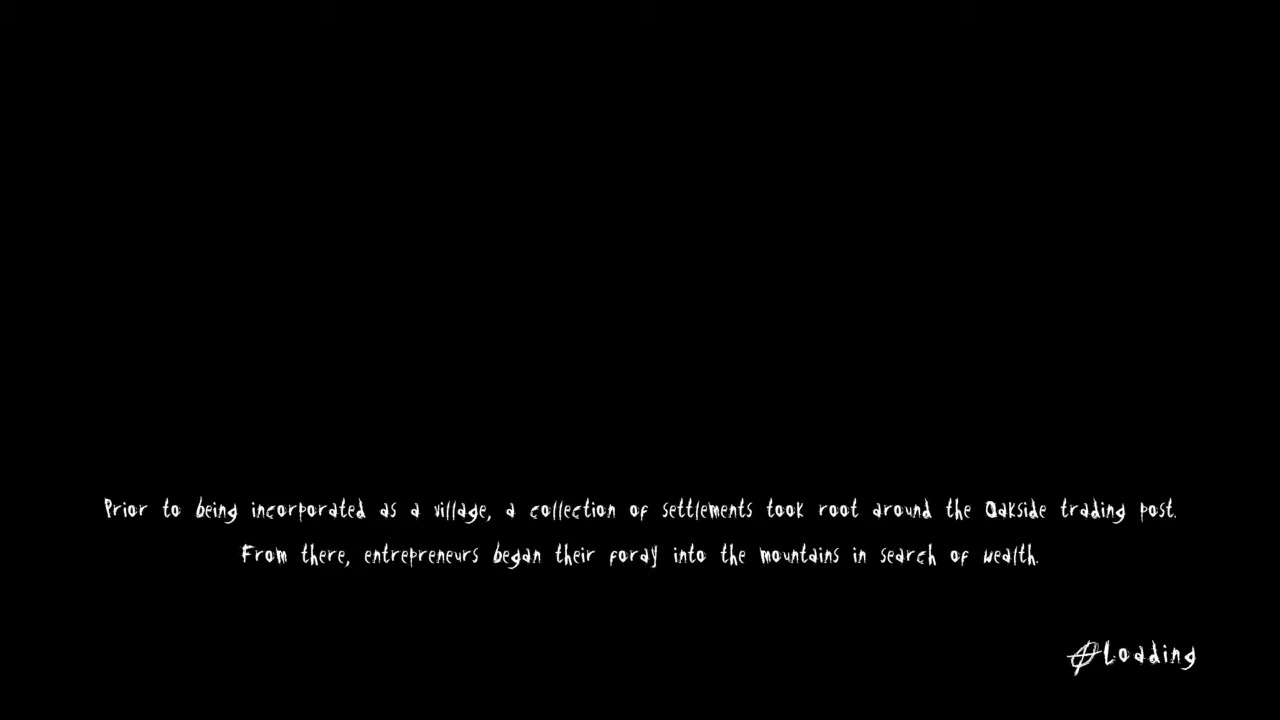 Prior to being incorporated as a village, a collection of settlements took root around the Oakside trading post.
From there, entrepreneurs began their foray into the mountains in search of wealth.
Loading